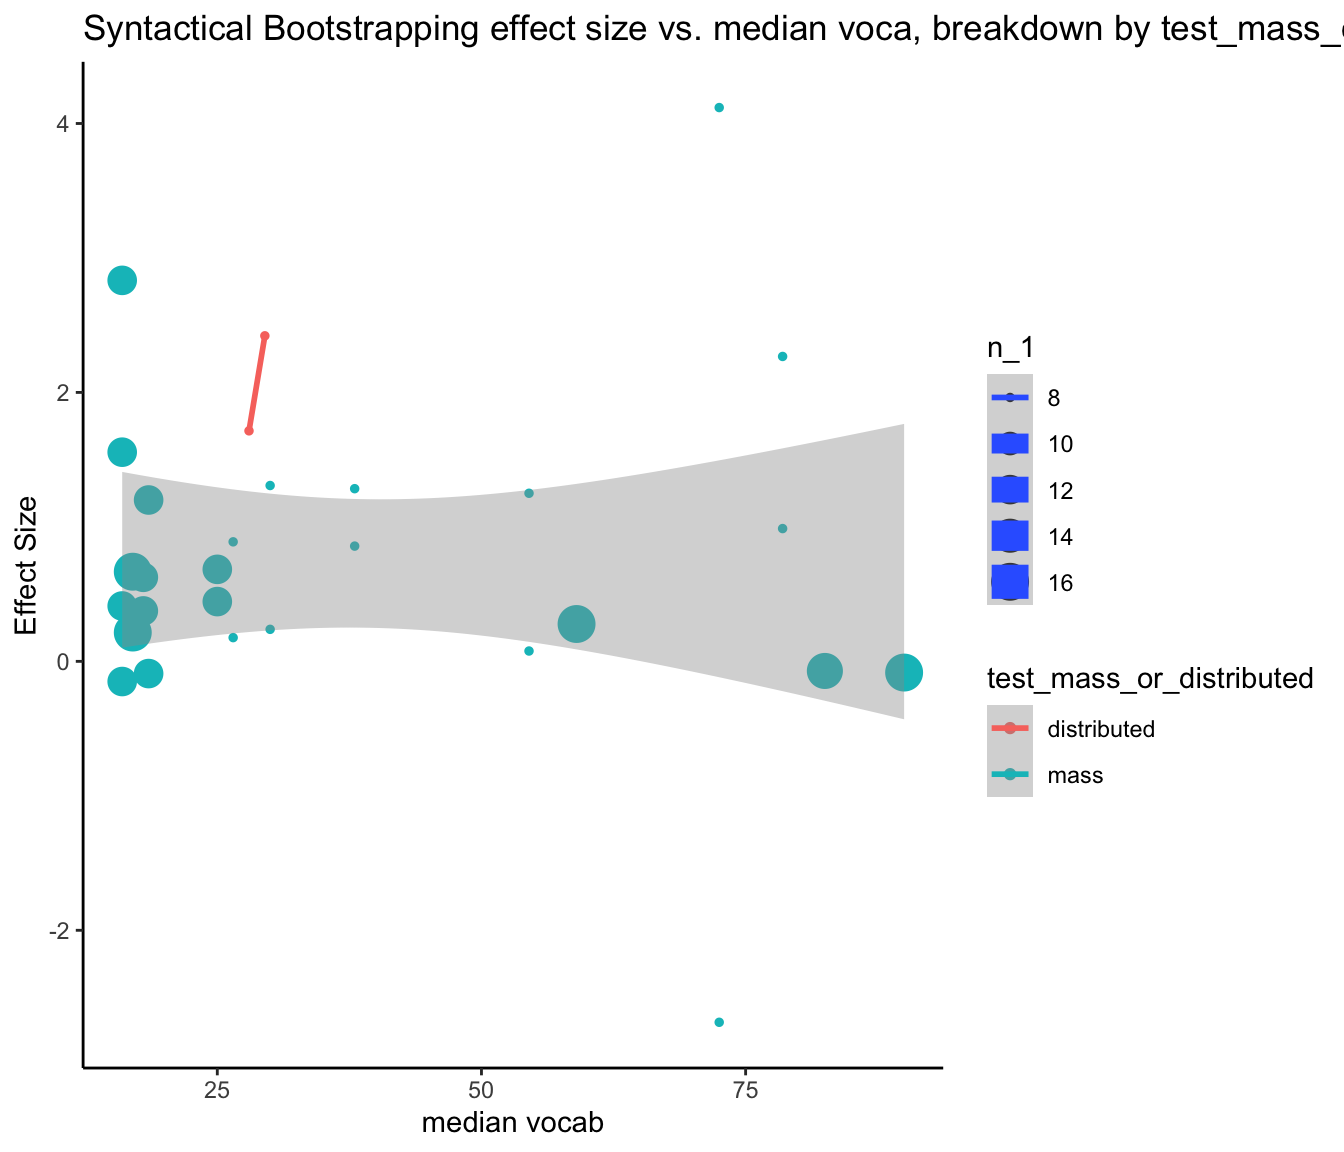 Syntactical Bootstrapping effect size vs. median voca, breakdown by test_mass_
4
2
0
-2
Effect Size
25
50
75
median vocab
n_1
8
10
12
14
16
test_mass_or_distributed
distributed
mass